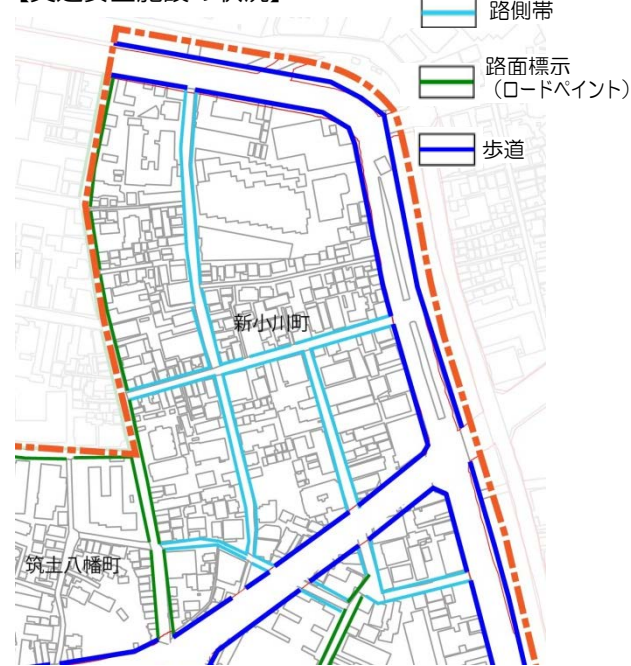 【交通安全施設の状況】
路側帯
路面標示
（ロードペイント）
歩道
新小川町
筑土八幡町